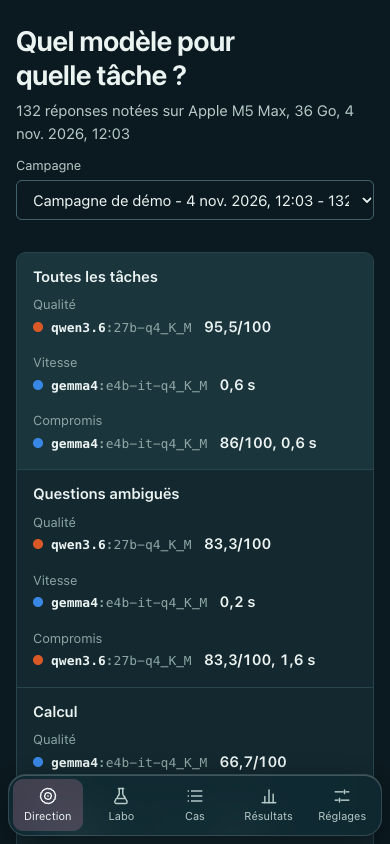 Quel modèle pour
quelle tâche ?
132 réponses notées sur Apple M5 Max, 36 Go, 4
nov. 2026, 12:03
Campagne
Campagne de démo - 4 nov. 2026, 12:03 - 132
Toutes les tâches
Qualité
qwen3.6:27b-q4_K_M 95,5/100
Vitesse
gemma4:e4b-it-q4_K_M 0,6 s
Compromis
gemma4:e4b-it-q4_K_M 86/100, 0,6 s
Questions ambiguës
Qualité
qwen3.6:27b-q4_K_M 83,3/100
Vitesse
gemma4:e4b-it-q4_K_M 0,2 s
Compromis
qwen3.6:27b-q4_K_M 83,3/100, 1,6 s
Calcul
Qualité
gemma4:e4b-it-q4_K_M 66,7/100
Direction Labo Cas Résultats Réglages